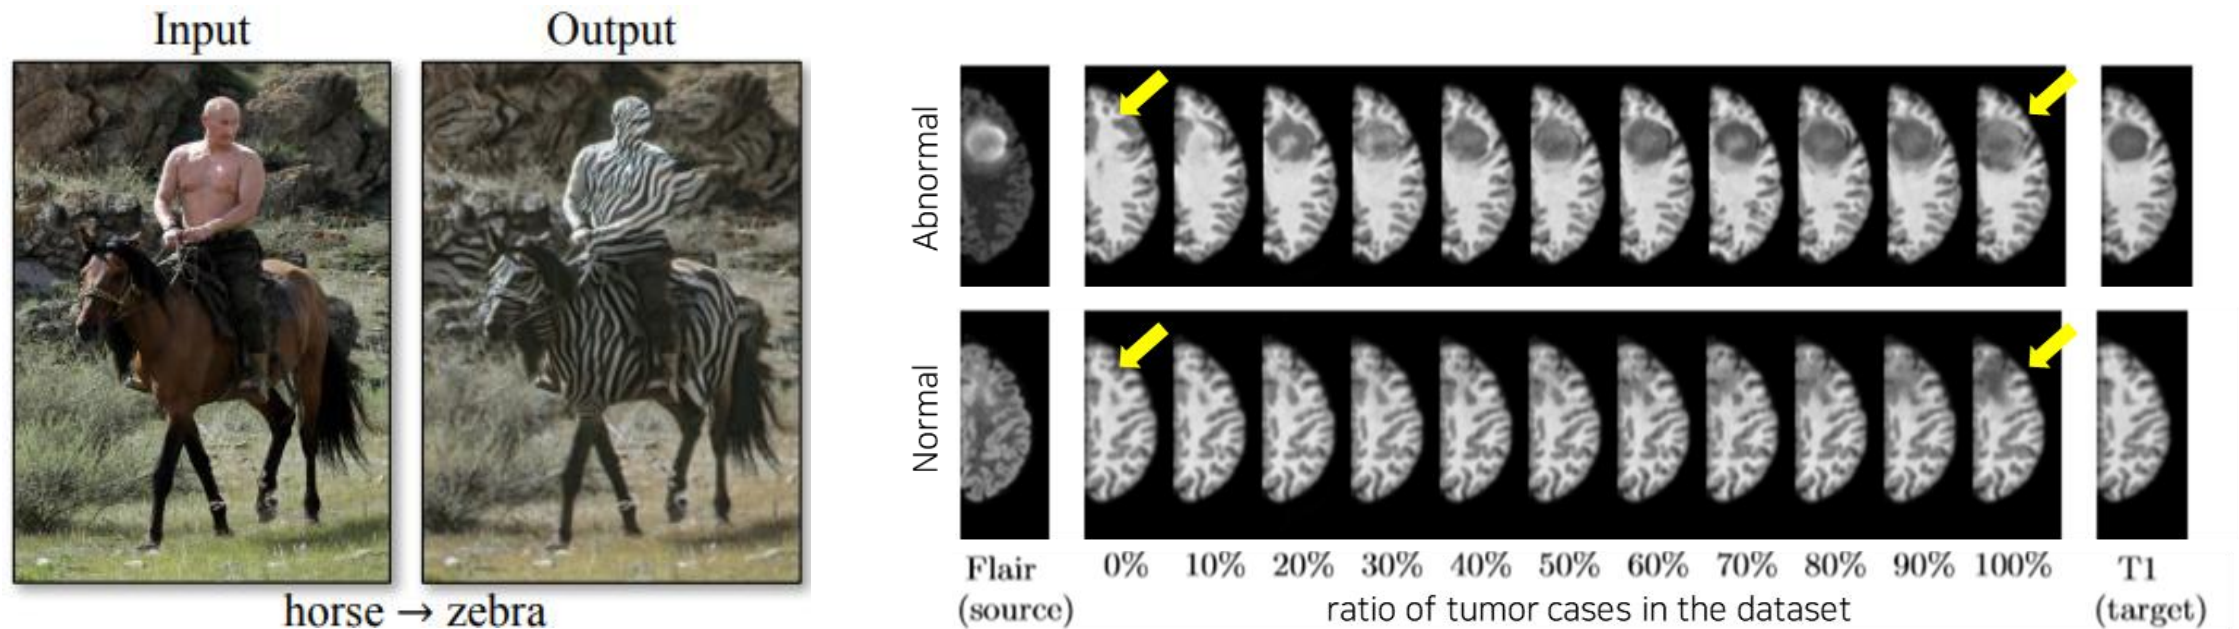 Input
Output
horse → zebra
Abnormal
Normal
Flair
(source)
0% 10% 20% 30% 40% 50% 60% 70% 80% 90% 100%
ratio of tumor cases in the dataset
T1
(target)